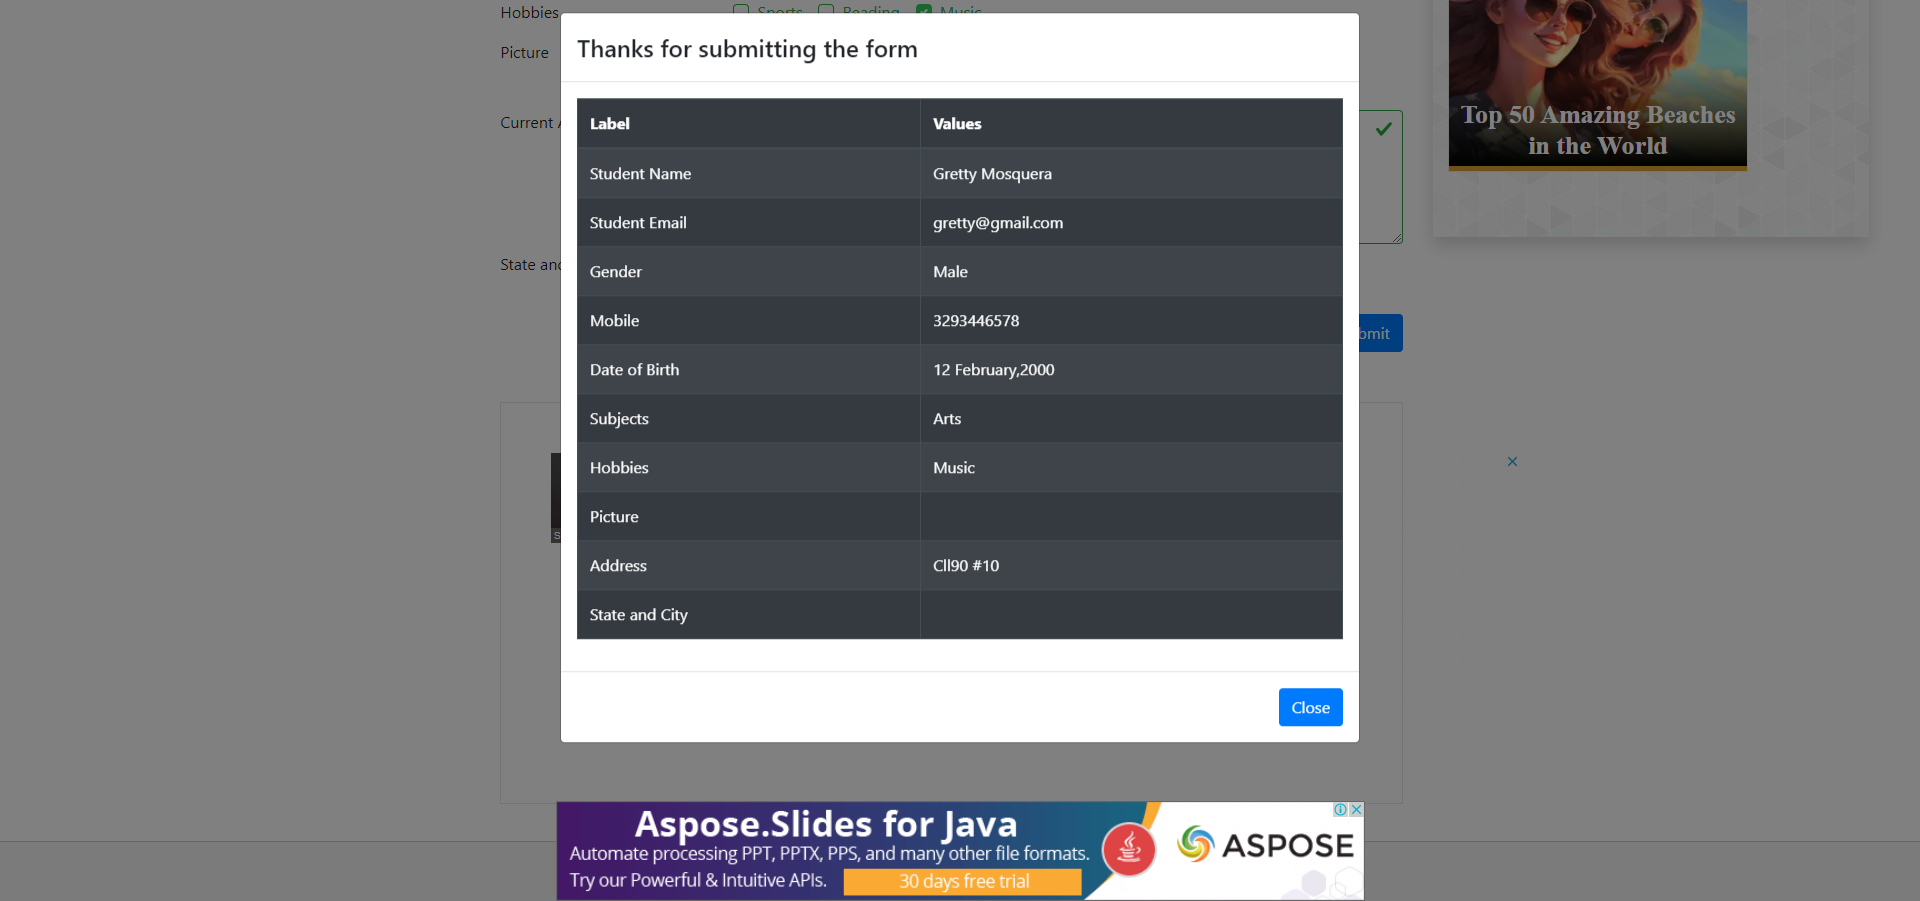 Hobbies
Sports Reading Music
Picture
Current
State and
Thanks for submitting the form
Label Values
Student Name Gretty Mosquera
Student Email gretty@gmail.com
Gender Male
Mobile 3293446578
Date of Birth 12 February,2000
Subjects Arts
Hobbies Music
Picture
Address Cll90 #10
State and City
Close
bmit
Top 50 Amazing Beaches
in the World
Aspose.Slides for Java
Automate processing PPT, PPTX, PPS, and many other file formats.
Try our Powerful & Intuitive APIs.
30 days free trial
ASPOSE